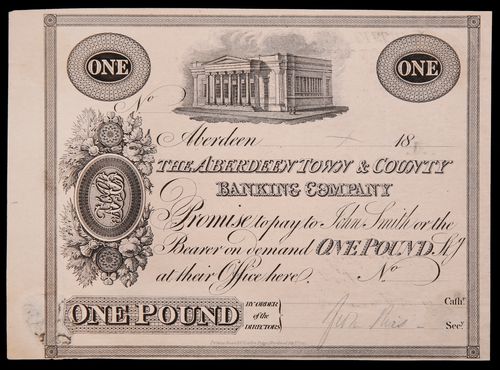 ONE ONE
No
Aberdeen 18
THE ABERDEEN TOWN & COUNTY
BANKING COMPANY
Promise to pay to John Smith or the
Bearer on demand ONE POUND Stg
at their Office here. No
ONE POUND BY ORDER of the DIRECTORS
Cashr.
Secy.